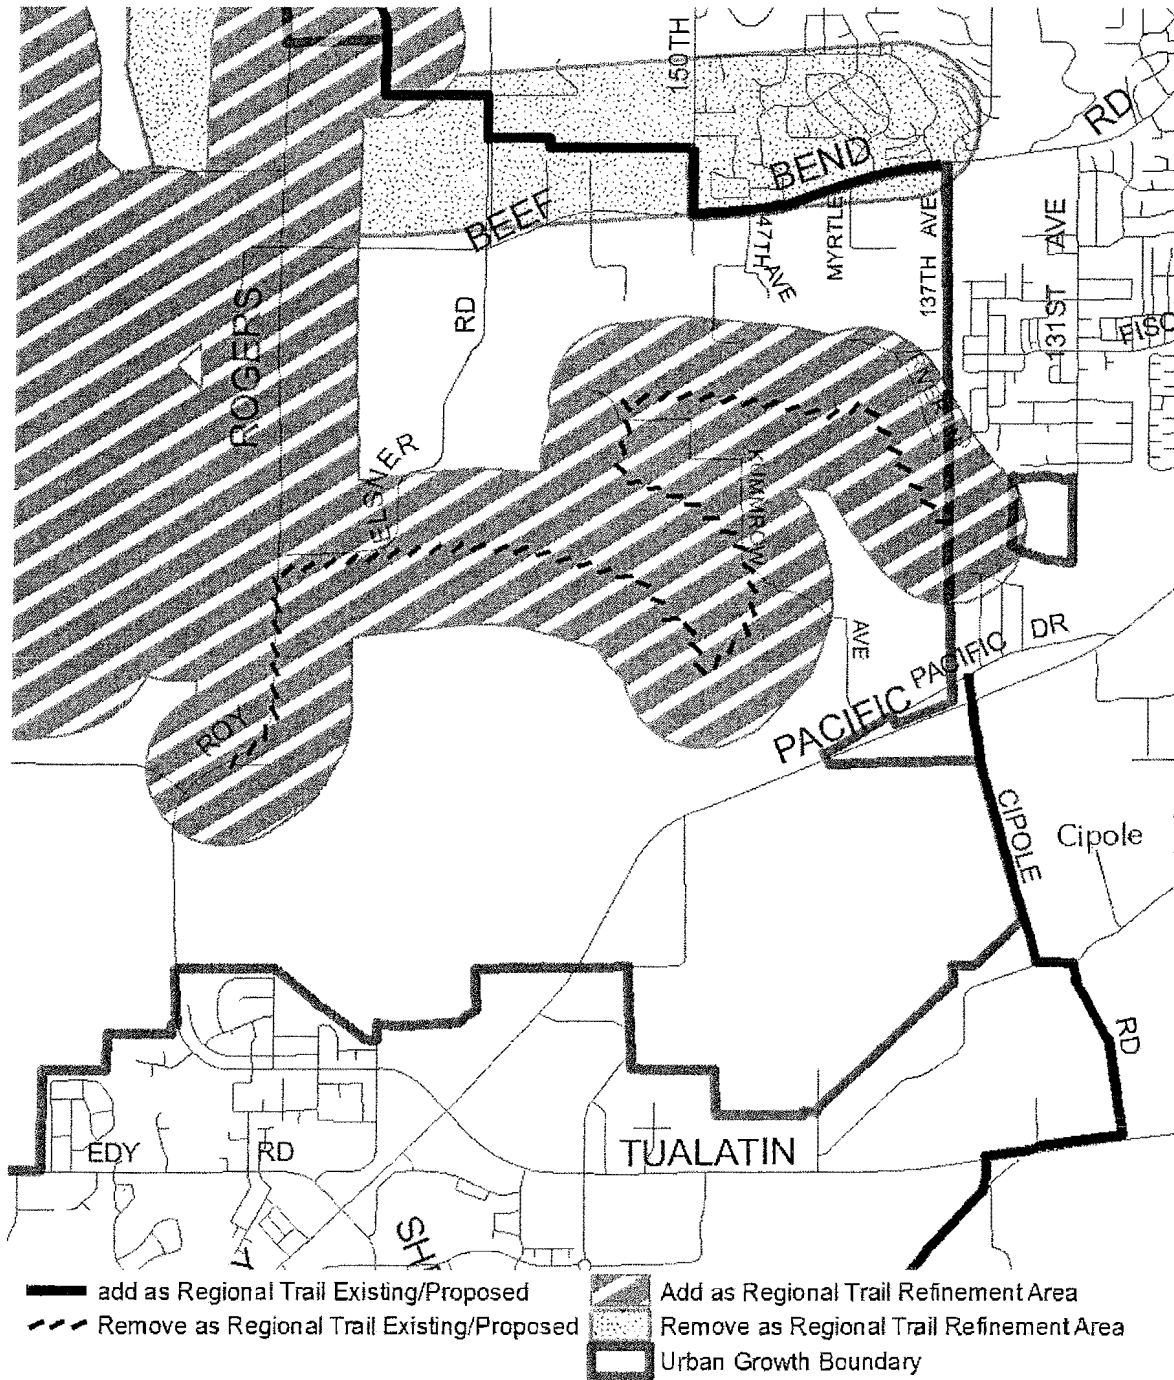 150TH
RD
BEND
BEEF
47TH AVE
MYRTLE
137TH AVE
131ST AVE
FISC
ROGERS
RD
ELSNER
KUMMROW
AVE
PACIFIC DR
PACIFIC
ROY
CIPOLE
Cipole
RD
EDY RD
TUALATIN
SH
add as Regional Trail Existing/Proposed
Remove as Regional Trail Existing/Proposed
Add as Regional Trail Refinement Area
Remove as Regional Trail Refinement Area
Urban Growth Boundary